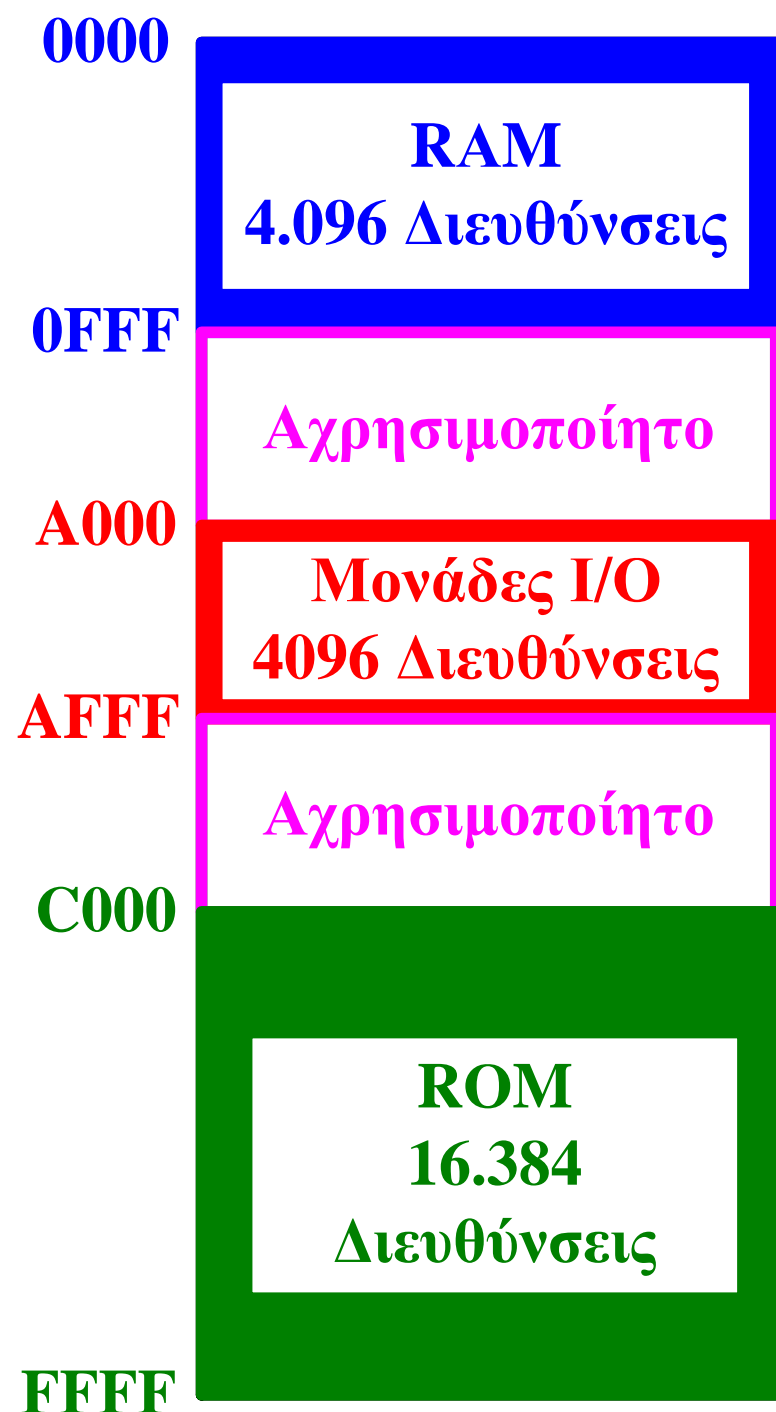 0000
RAM
4.096 Διευθύνσεις
0FFF
Αχρησιμοποίητο
A000
Μονάδες I/O
4096 Διευθύνσεις
AFFF
Αχρησιμοποίητο
C000
ROM
16.384
Διευθύνσεις
FFFF